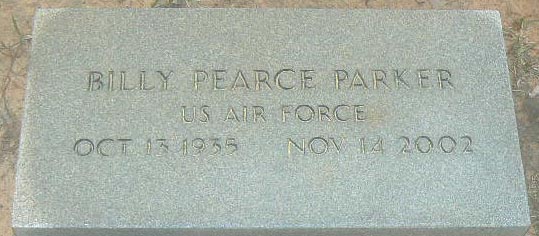 BILLY PEARCE PARKER
US AIR FORCE
OCT 13 1935 NOV 14 2002